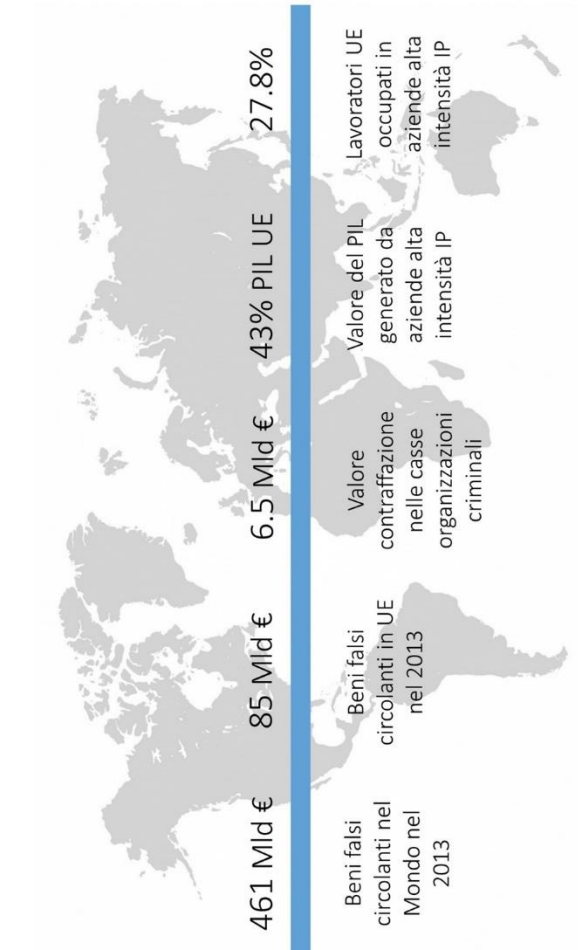 461 Mld €
85 Mld €
6.5 Mld €
43% PIL UE
27.8%
Beni falsi
circolanti nel
Mondo nel
2013
Beni falsi
circolanti in UE
nel 2013
Valore
contraffazione
nelle casse
organizzazioni
criminali
Valore del PIL
generato da
aziende alta
intensità IP
Lavoratori UE
occupati in
aziende alta
intensità IP